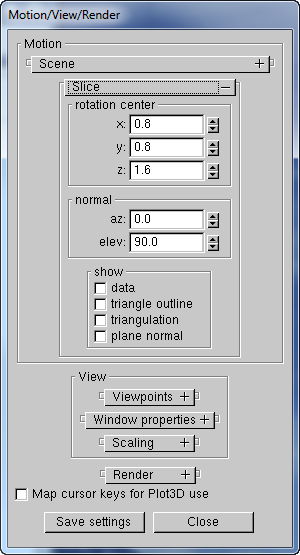 Motion/View/Render
Motion
Scene +
Slice −
rotation center
x: 0.8
y: 0.8
z: 1.6
normal
az: 0.0
elev: 90.0
show
data
triangle outline
triangulation
plane normal
View
Viewpoints +
Window properties +
Scaling +
Render +
Map cursor keys for Plot3D use
Save settings Close